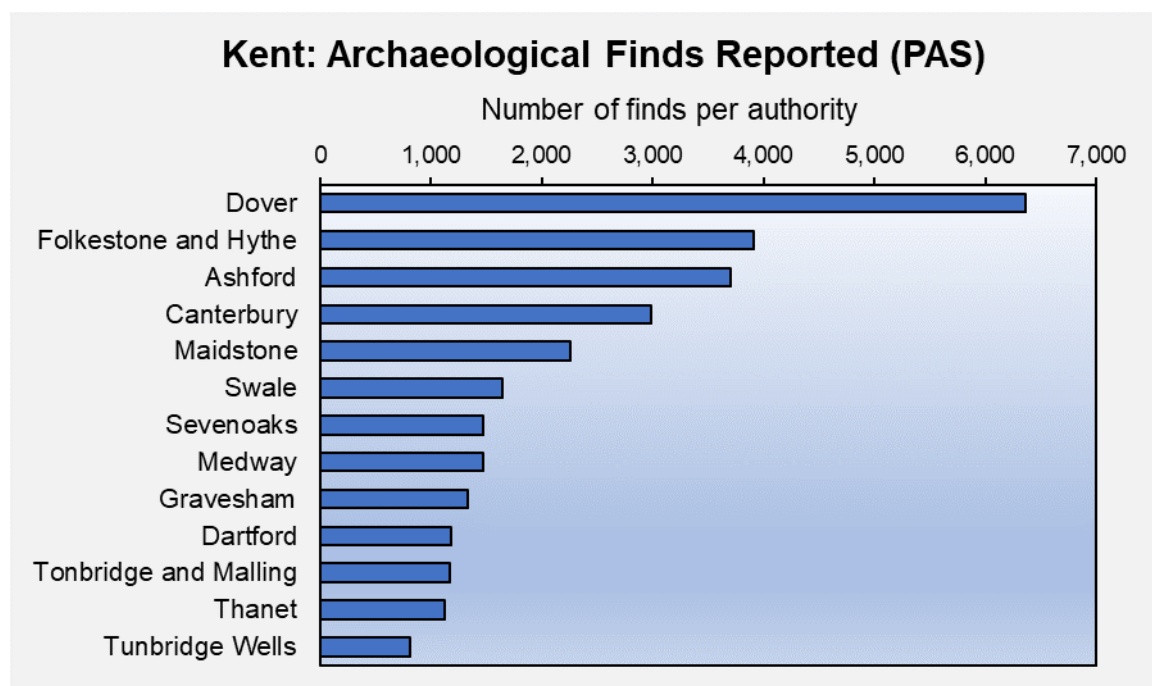 Kent: Archaeological Finds Reported (PAS)
Number of finds per authority
0 1,000 2,000 3,000 4,000 5,000 6,000 7,000
Dover
Folkestone and Hythe
Ashford
Canterbury
Maidstone
Swale
Sevenoaks
Medway
Gravesham
Dartford
Tonbridge and Malling
Thanet
Tunbridge Wells